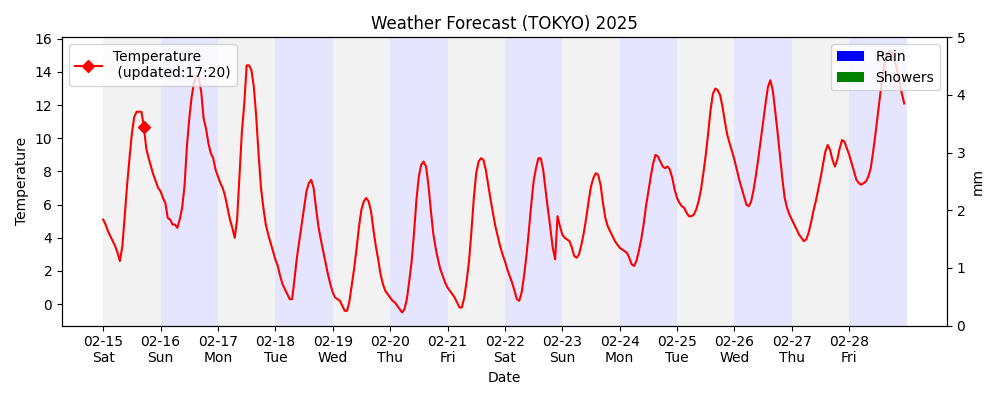 Weather Forecast (TOKYO) 2025
Temperature
(updated:17:20)
Rain
Showers
16
14
12
10
8
6
4
2
0
Temperature
5
4
3
2
1
0
mm
02-15 02-16 02-17 02-18 02-19 02-20 02-21 02-22 02-23 02-24 02-25 02-26 02-27 02-28
Sat Sun Mon Tue Wed Thu Fri Sat Sun Mon Tue Wed Thu Fri
Date